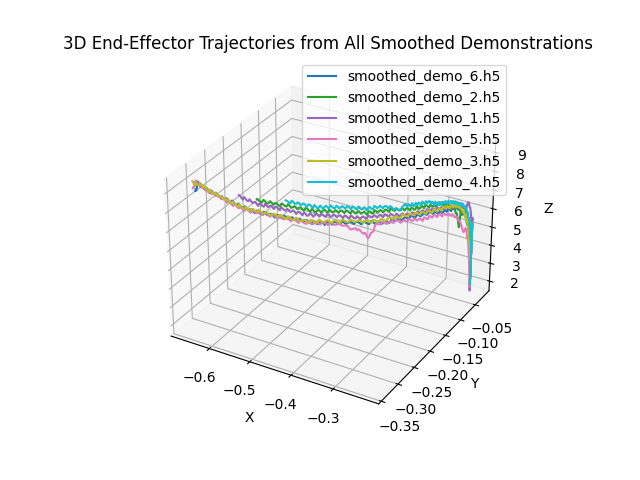 3D End-Effector Trajectories from All Smoothed Demonstrations
smoothed_demo_6.h5
smoothed_demo_2.h5
smoothed_demo_1.h5
smoothed_demo_5.h5
smoothed_demo_3.h5
smoothed_demo_4.h5
9
8
7
6
5
4
3
2
Z
−0.05
−0.10
−0.15
−0.20
−0.25
−0.30
−0.35
Y
−0.6
−0.5
−0.4
−0.3
X